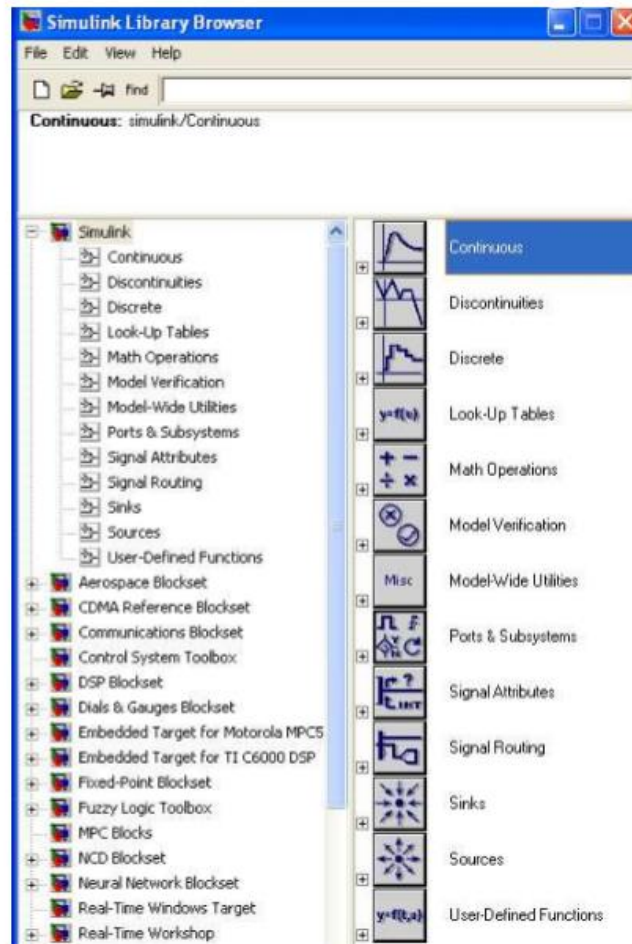 Simulink Library Browser
File Edit View Help
find
Continuous: simulink/Continuous
Simulink
Continuous
Discontinuities
Discrete
Look-Up Tables
Math Operations
Model Verification
Model-Wide Utilities
Ports & Subsystems
Signal Attributes
Signal Routing
Sinks
Sources
User-Defined Functions
Aerospace Blockset
CDMA Reference Blockset
Communications Blockset
Control System Toolbox
DSP Blockset
Dials & Gauges Blockset
Embedded Target for Motorola MPC5
Embedded Target for TI C6000 DSP
Fixed-Point Blockset
Fuzzy Logic Toolbox
MPC Blocks
NCD Blockset
Neural Network Blockset
Real-Time Windows Target
Real-Time Workshop
Continuous
Discontinuities
Discrete
y=f(u) Look-Up Tables
+ − ÷ × Math Operations
Model Verification
Misc Model-Wide Utilities
Ports & Subsystems
Signal Attributes
Signal Routing
Sinks
Sources
y=f(t,u) User-Defined Functions